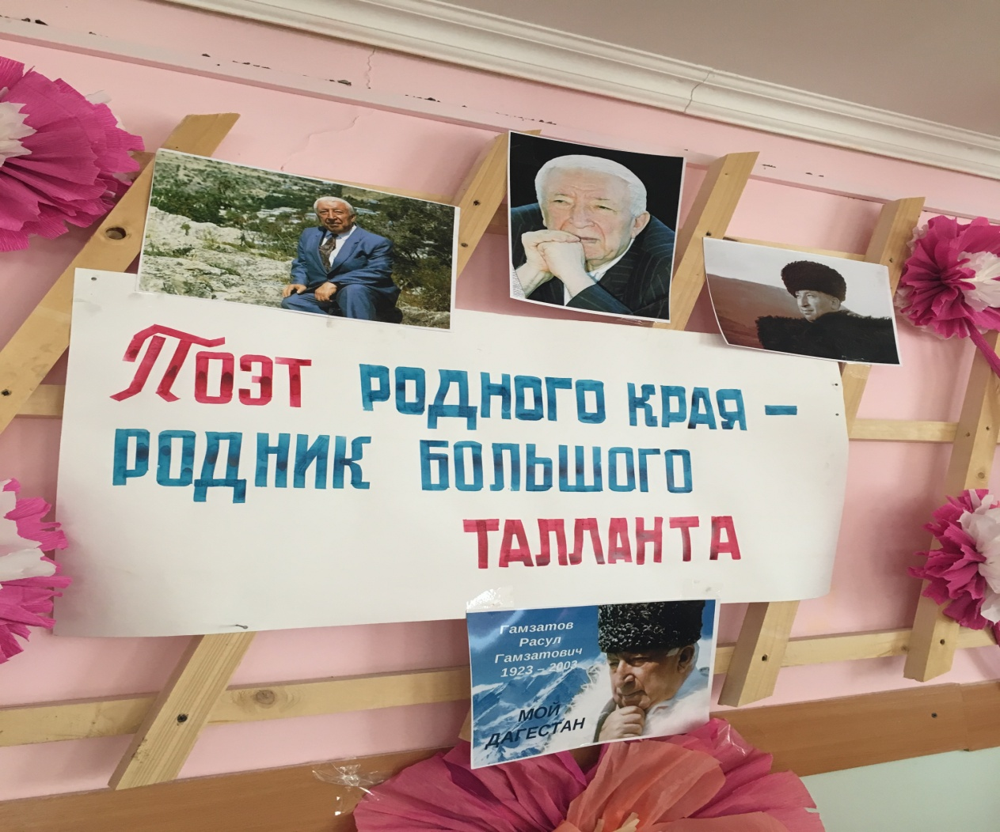 Поэт родного края –
родник большого
таллантА
Гамзатов
Расул
Гамзатович
1923 – 2003
МОЙ
ДАГЕСТАН